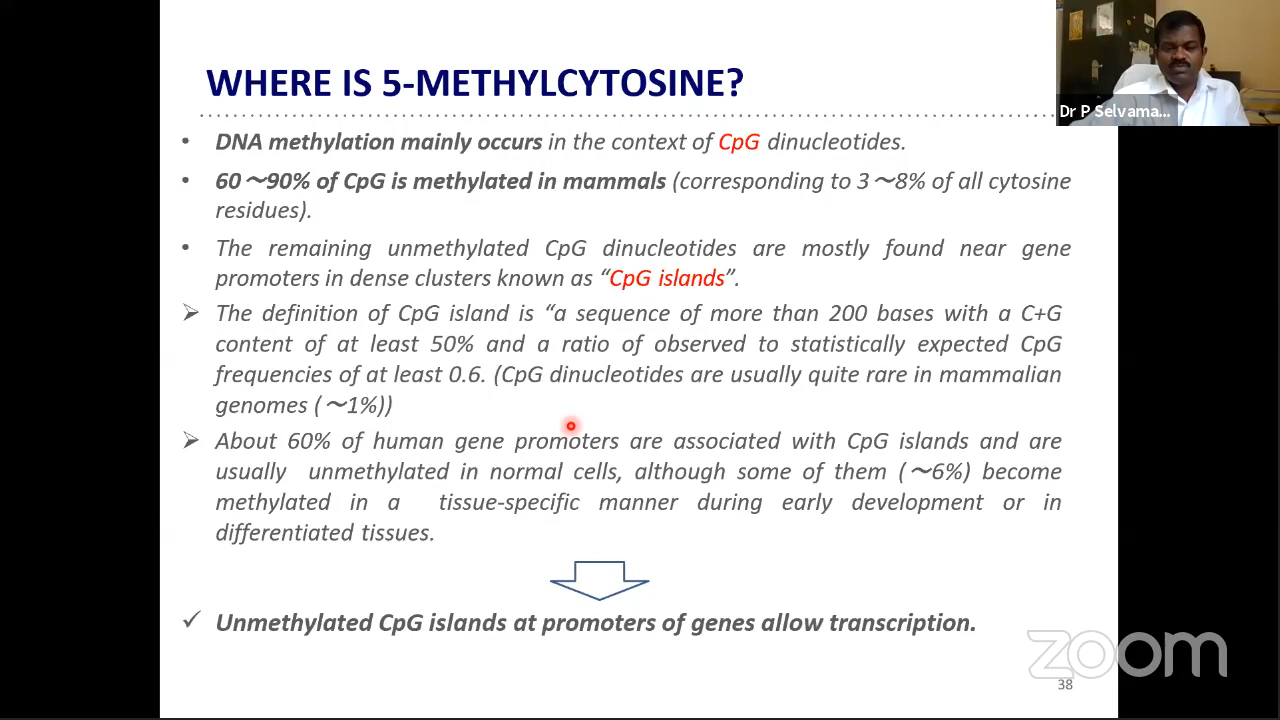 WHERE IS 5-METHYLCYTOSINE?
Dr P Selvama...
• DNA methylation mainly occurs in the context of CpG dinucleotides.
• 60～90% of CpG is methylated in mammals (corresponding to 3～8% of all cytosine
residues).
• The remaining unmethylated CpG dinucleotides are mostly found near gene
promoters in dense clusters known as “CpG islands”.
➢ The definition of CpG island is “a sequence of more than 200 bases with a C+G
content of at least 50% and a ratio of observed to statistically expected CpG
frequencies of at least 0.6. (CpG dinucleotides are usually quite rare in mammalian
genomes (～1%))
➢ About 60% of human gene promoters are associated with CpG islands and are
usually unmethylated in normal cells, although some of them (～6%) become
methylated in a tissue-specific manner during early development or in
differentiated tissues.
✓ Unmethylated CpG islands at promoters of genes allow transcription.
zoom
38